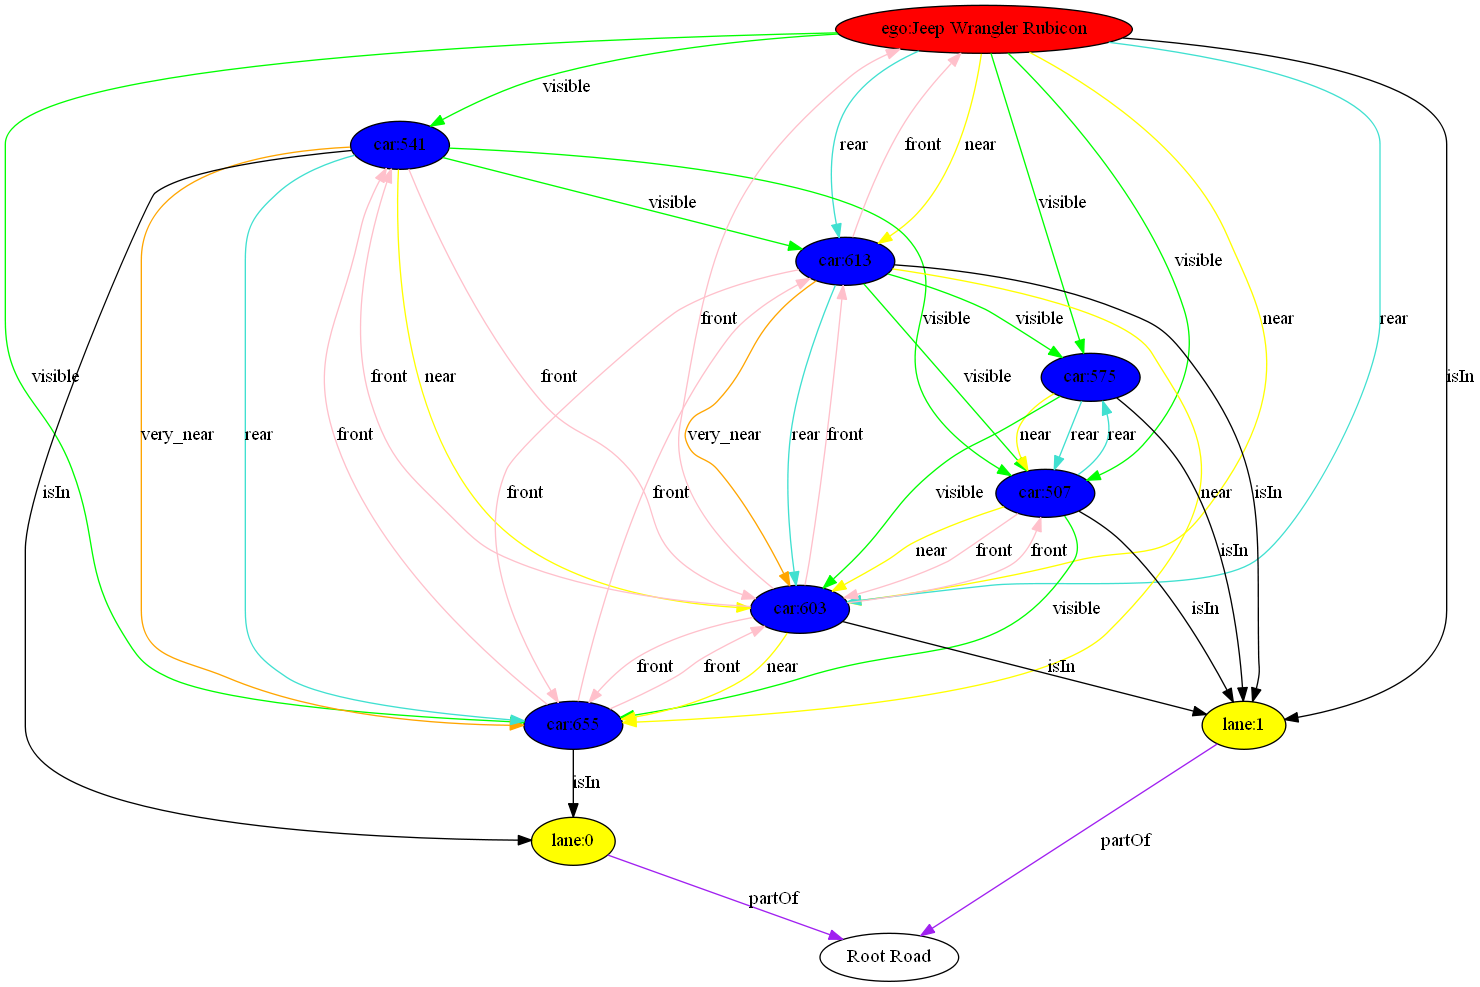 ego:Jeep Wrangler Rubicon
visible
car:541
rear
front
near
visible
visible
visible
car:613
front
visible
visible
near
rear
visible
front
near
front
visible
car:575
isIn
very_near
rear
front
front
front
very_near
rear
front
near
rear
rear
isIn
visible
car:507
near
isIn
near
front
front
isIn
car:603
visible
isIn
front
front
near
isIn
car:655
lane:1
isIn
lane:0
partOf
partOf
Root Road